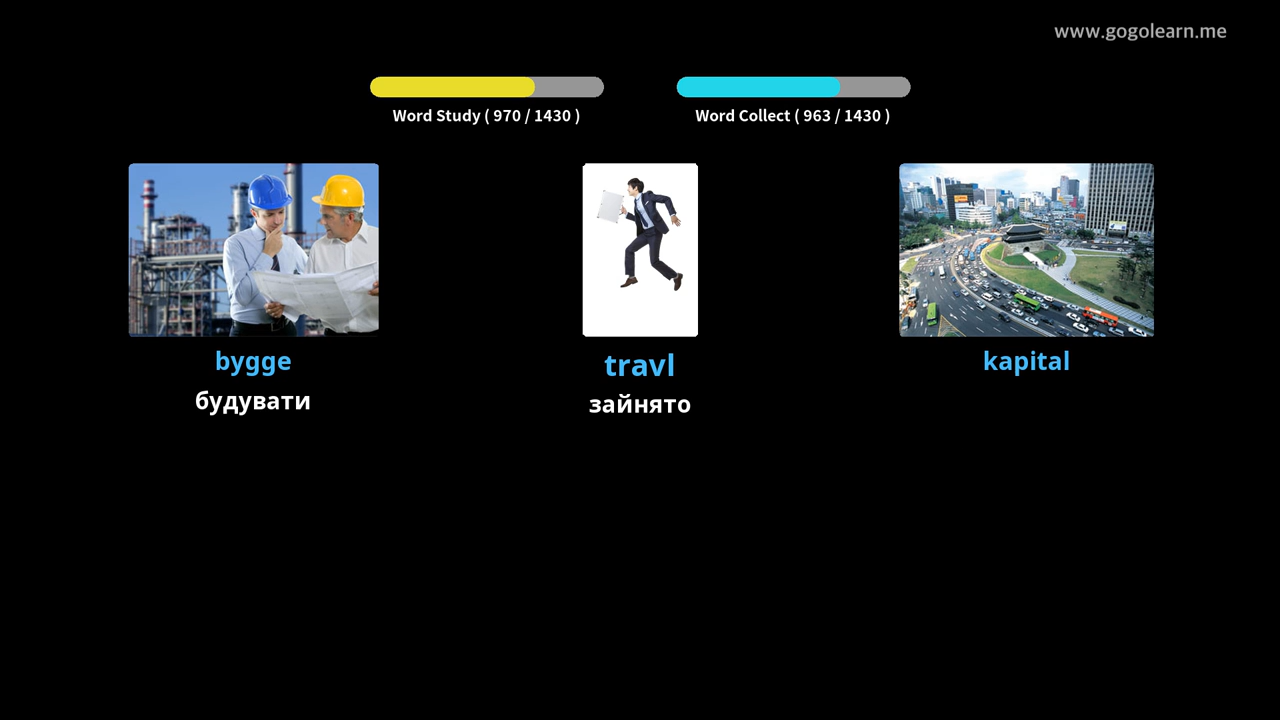 www.gogolearn.me
Word Study ( 970 / 1430 )
Word Collect ( 963 / 1430 )
bygge
travl
kapital
будувати
зайнято